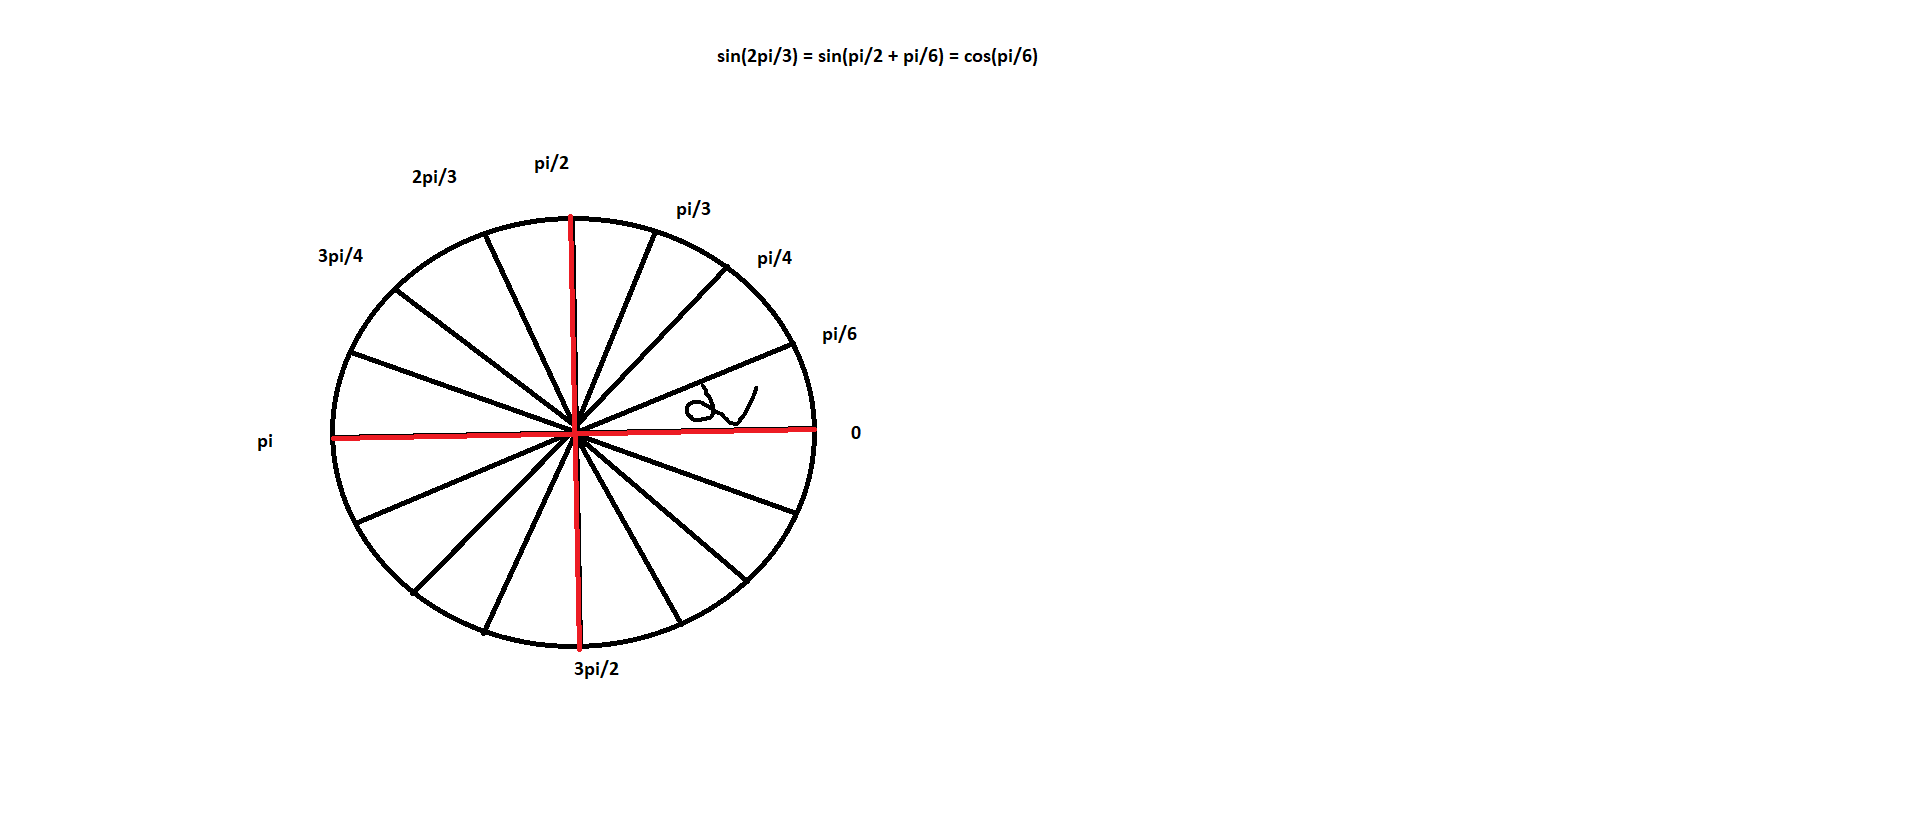 sin(2pi/3) = sin(pi/2 + pi/6) = cos(pi/6)
pi/2
2pi/3
pi/3
3pi/4
pi/4
pi/6
pi
0
3pi/2